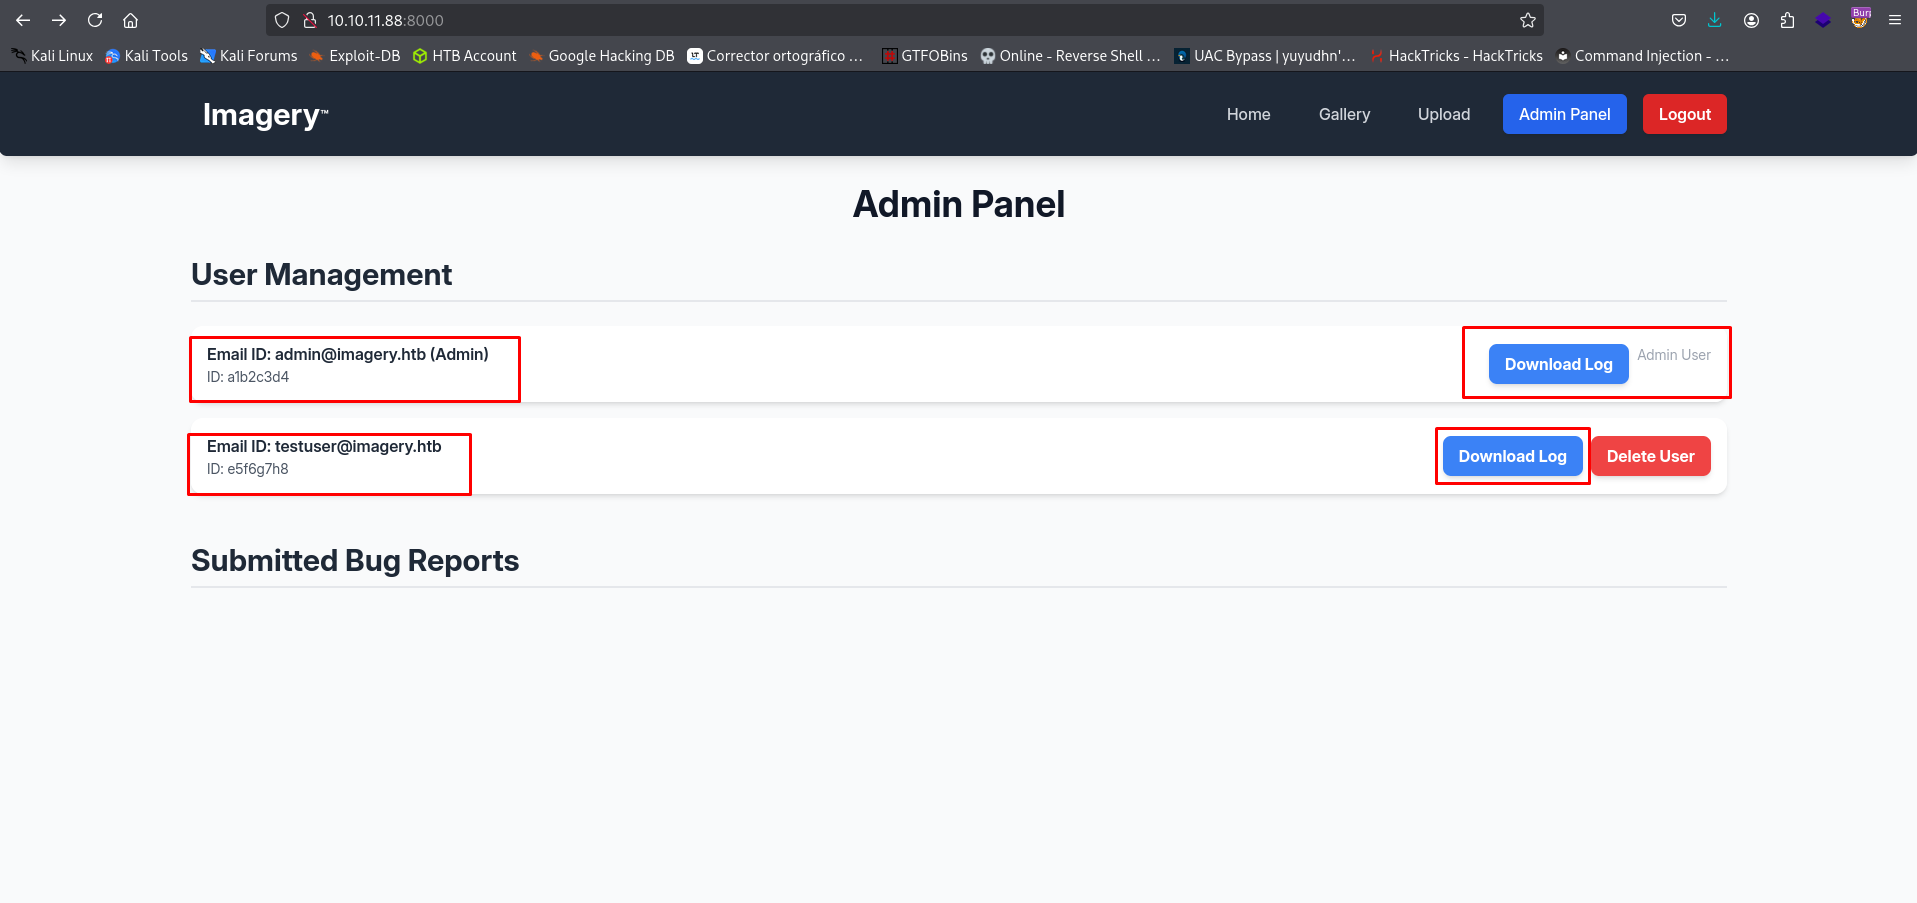 10.10.11.88:8000
Kali Linux Kali Tools Kali Forums Exploit-DB HTB Account Google Hacking DB Corrector ortográfico ... GTFOBins Online - Reverse Shell ... UAC Bypass | yuyudhn'... HackTricks - HackTricks Command Injection - ...
Imagery™ Home Gallery Upload Admin Panel Logout
Admin Panel
User Management
Email ID: admin@imagery.htb (Admin) Download Log Admin User
ID: a1b2c3d4
Email ID: testuser@imagery.htb Download Log Delete User
ID: e5f6g7h8
Submitted Bug Reports